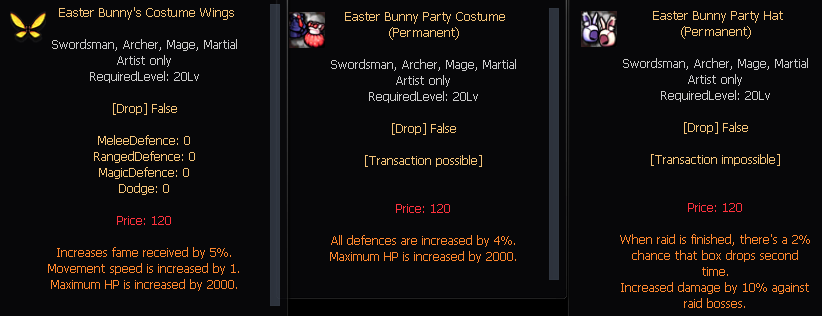 Easter Bunny's Costume Wings
Swordsman, Archer, Mage, Martial
Artist only
RequiredLevel: 20Lv
[Drop] False
MeleeDefence: 0
RangedDefence: 0
MagicDefence: 0
Dodge: 0
Price: 120
Increases fame received by 5%.
Movement speed is increased by 1.
Maximum HP is increased by 2000.
Easter Bunny Party Costume
(Permanent)
Swordsman, Archer, Mage, Martial
Artist only
RequiredLevel: 20Lv
[Drop] False
[Transaction possible]
Price: 120
All defences are increased by 4%.
Maximum HP is increased by 2000.
Easter Bunny Party Hat
(Permanent)
Swordsman, Archer, Mage, Martial
Artist only
RequiredLevel: 20Lv
[Drop] False
[Transaction impossible]
Price: 120
When raid is finished, there's a 2%
chance that box drops second
time.
Increased damage by 10% against
raid bosses.